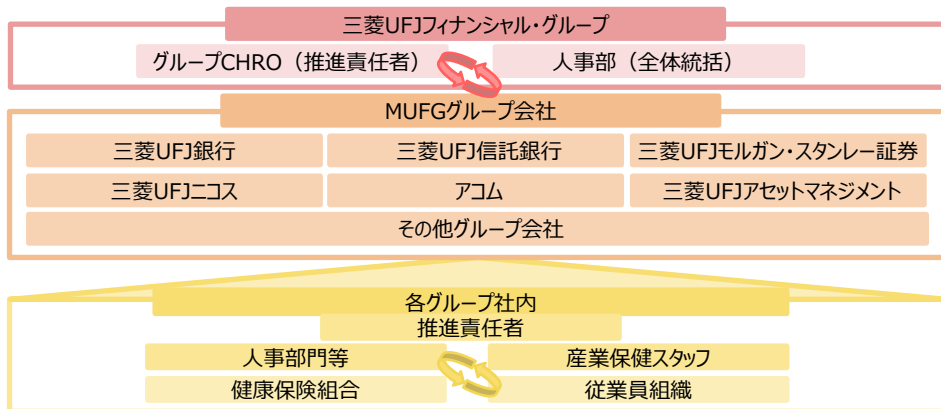 三菱UFJフィナンシャル・グループ
グループCHRO（推進責任者）
人事部（全体統括）
MUFGグループ会社
三菱UFJ銀行
三菱UFJ信託銀行
三菱UFJモルガン・スタンレー証券
三菱UFJニコス
アコム
三菱UFJアセットマネジメント
その他グループ会社
各グループ社内
推進責任者
人事部門等
産業保健スタッフ
健康保険組合
従業員組織